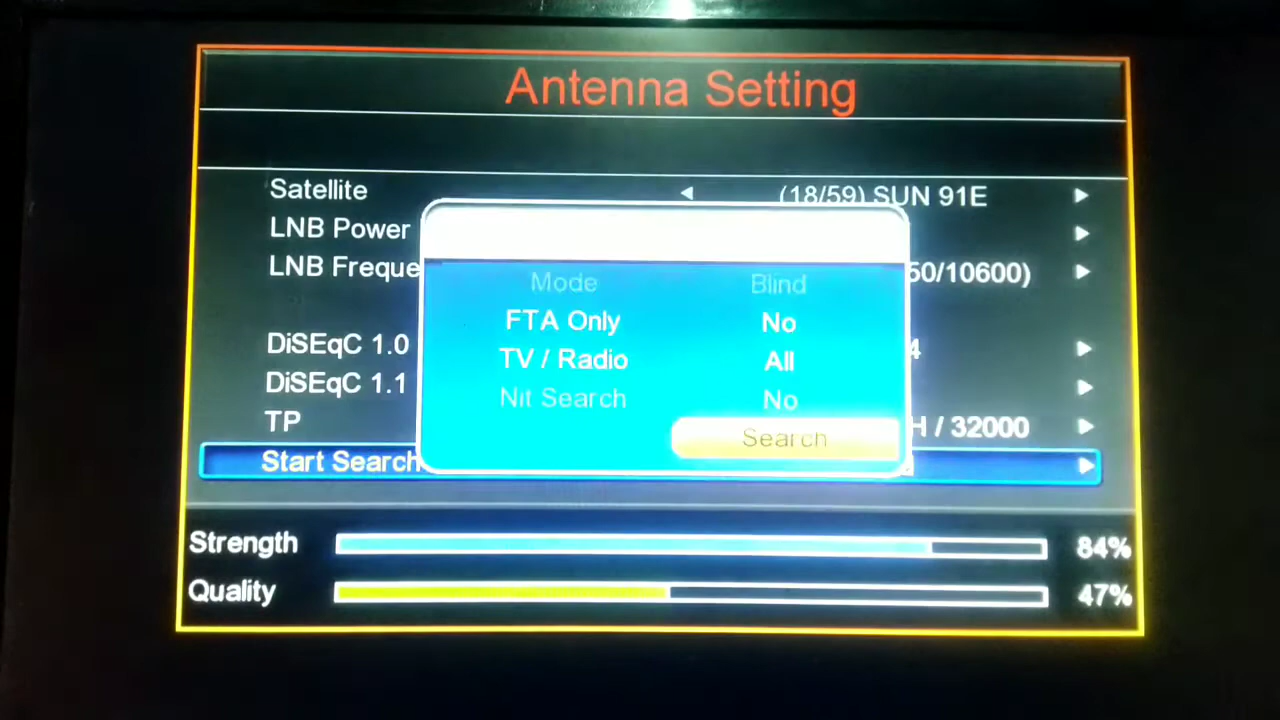 Antenna Setting
Satellite (18/59) SUN 91E
LNB Power
LNB Freque 50/10600)
Mode Blind
FTA Only No
DiSEqC 1.0 4
TV / Radio All
DiSEqC 1.1
Nit Search No
TP H / 32000
Search
Start Search
Strength 84%
Quality 47%